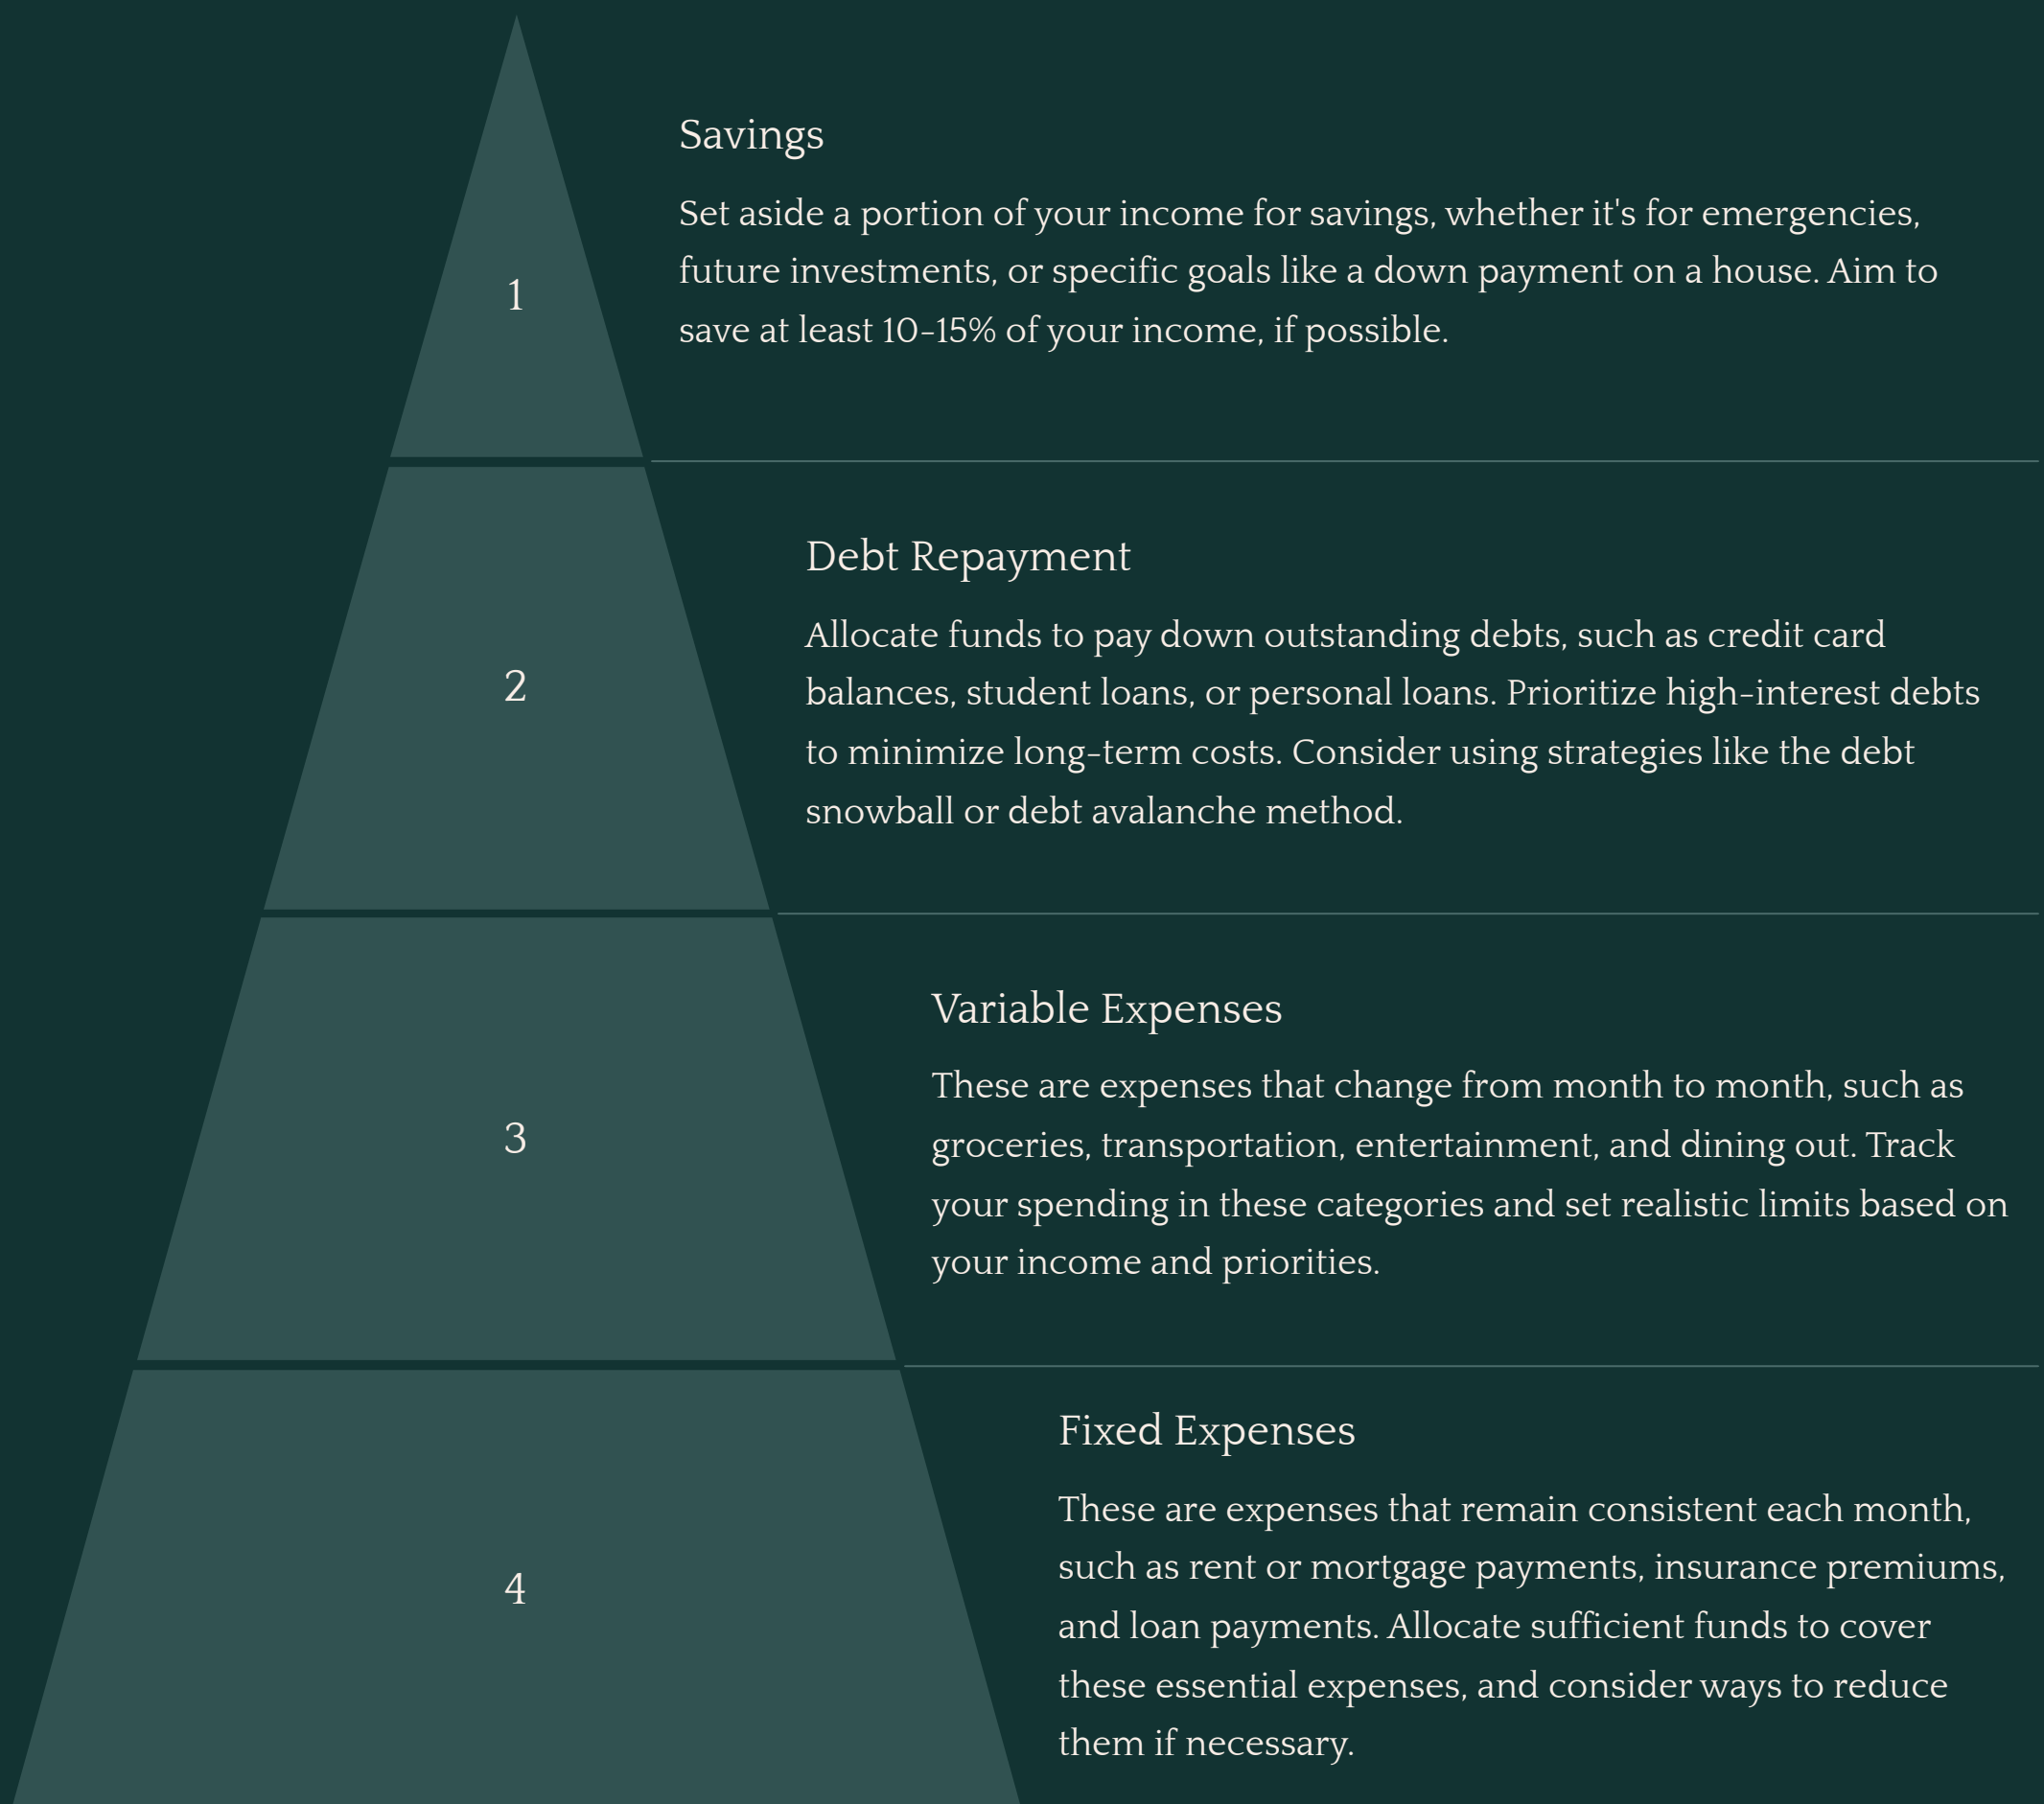 Savings
Set aside a portion of your income for savings, whether it's for emergencies,
future investments, or specific goals like a down payment on a house. Aim to
save at least 10-15% of your income, if possible.
1
Debt Repayment
Allocate funds to pay down outstanding debts, such as credit card
balances, student loans, or personal loans. Prioritize high-interest debts
to minimize long-term costs. Consider using strategies like the debt
snowball or debt avalanche method.
2
Variable Expenses
These are expenses that change from month to month, such as
groceries, transportation, entertainment, and dining out. Track
your spending in these categories and set realistic limits based on
your income and priorities.
3
Fixed Expenses
These are expenses that remain consistent each month,
such as rent or mortgage payments, insurance premiums,
and loan payments. Allocate sufficient funds to cover
these essential expenses, and consider ways to reduce
them if necessary.
4